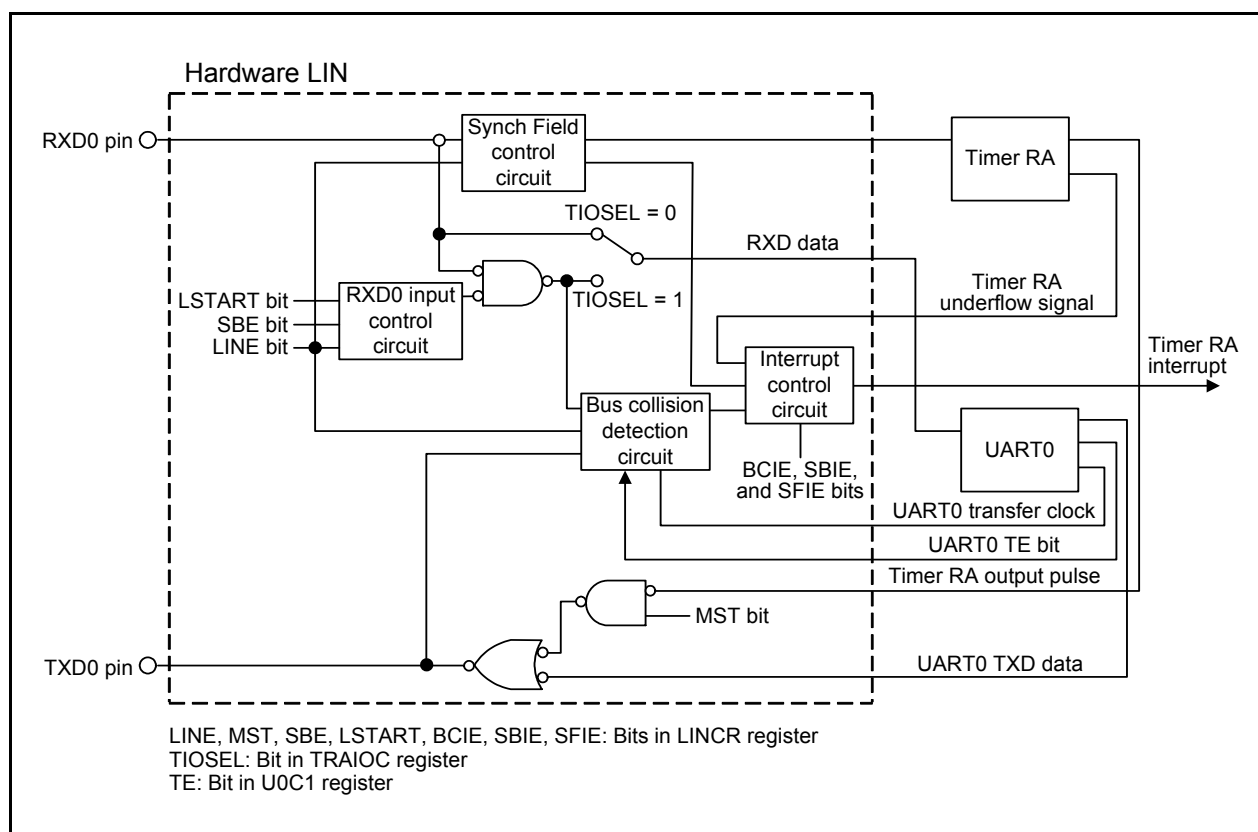 Hardware LIN
RXD0 pin
Synch Field
control
circuit
Timer RA
TIOSEL = 0
RXD data
LSTART bit
SBE bit
LINE bit
RXD0 input
control
circuit
TIOSEL = 1
Timer RA
underflow signal
Interrupt
control
circuit
Timer RA
interrupt
Bus collision
detection
circuit
BCIE, SBIE,
and SFIE bits
UART0
UART0 transfer clock
UART0 TE bit
Timer RA output pulse
MST bit
TXD0 pin
UART0 TXD data
LINE, MST, SBE, LSTART, BCIE, SBIE, SFIE: Bits in LINCR register
TIOSEL: Bit in TRAIOC register
TE: Bit in U0C1 register